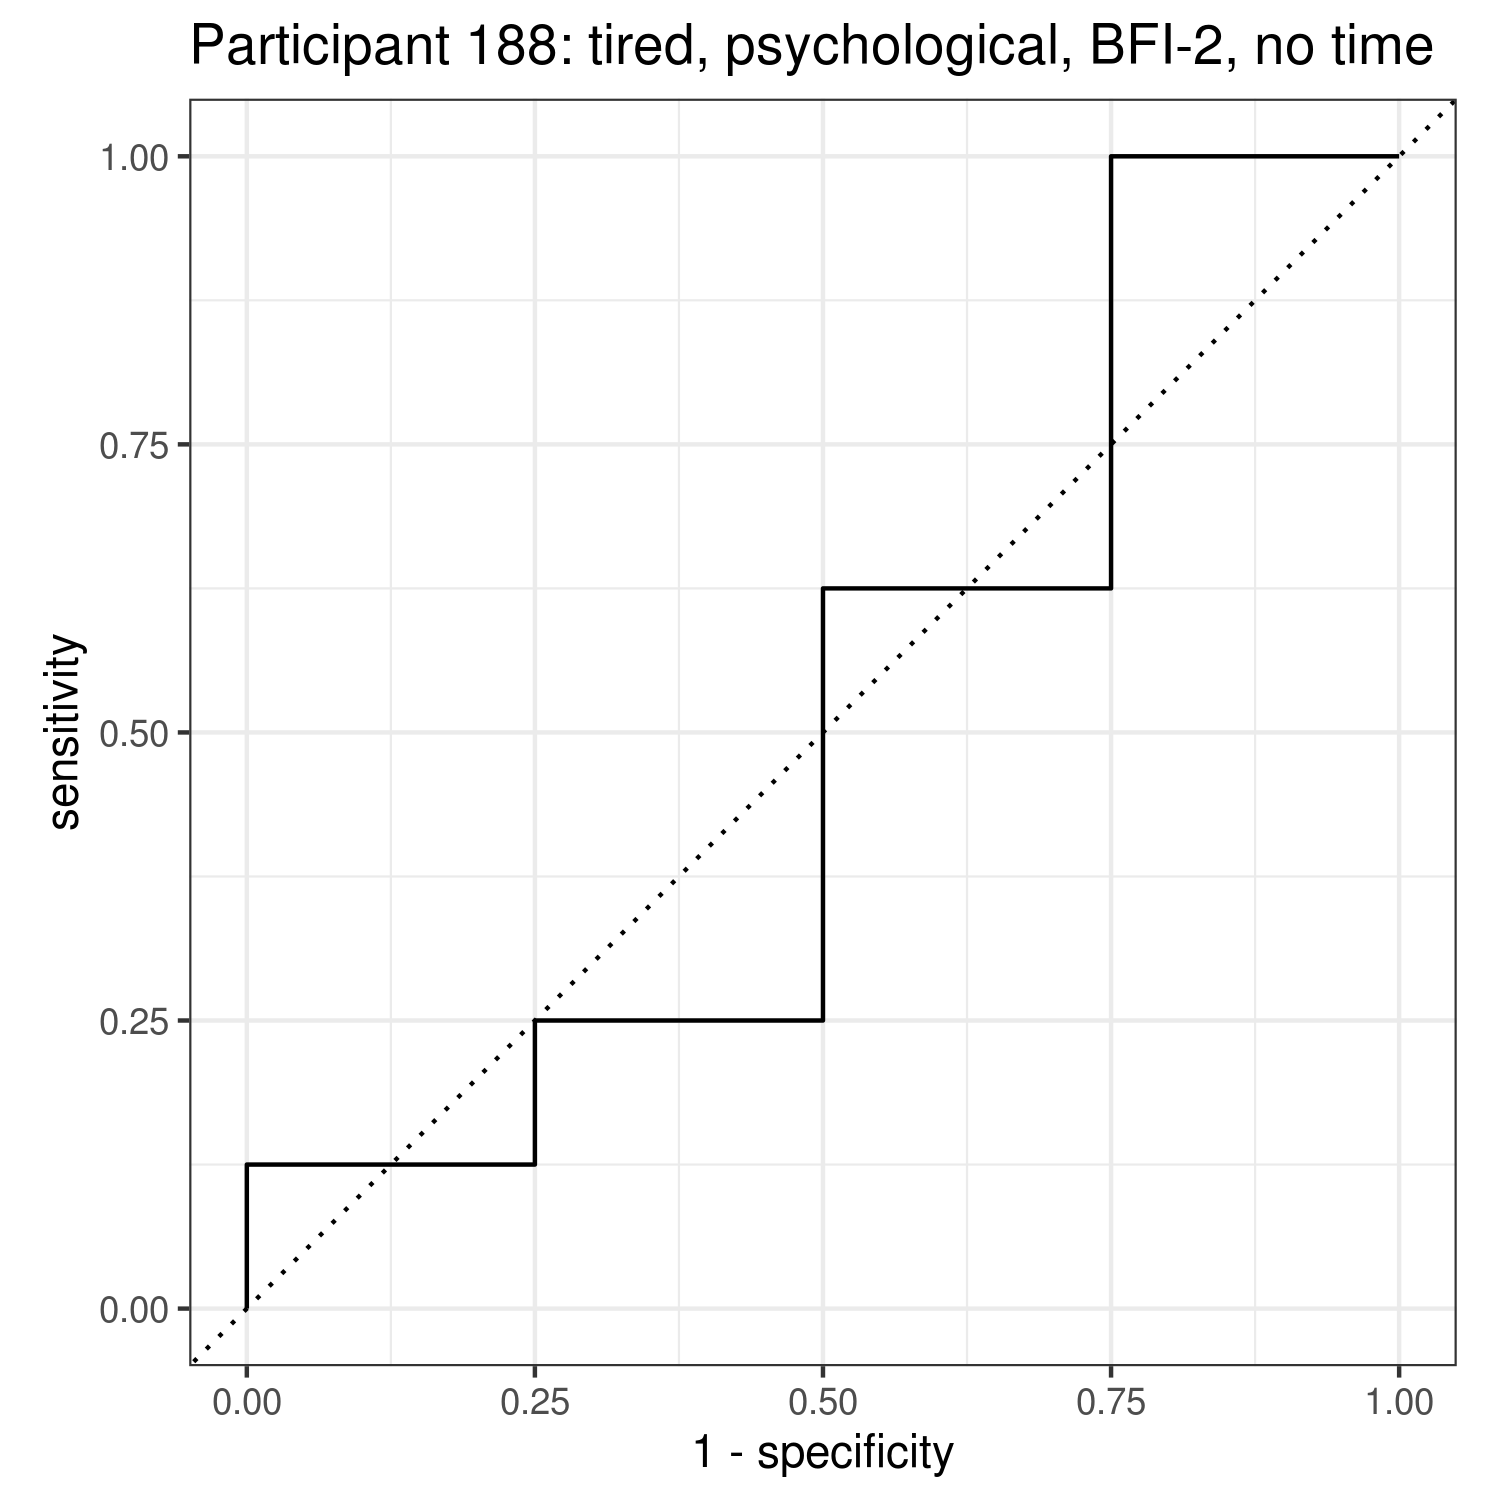 Participant 188: tired, psychological, BFI-2, no time
1.00
0.75
0.50
0.25
0.00
sensitivity
0.00 0.25 0.50 0.75 1.00
1 - specificity